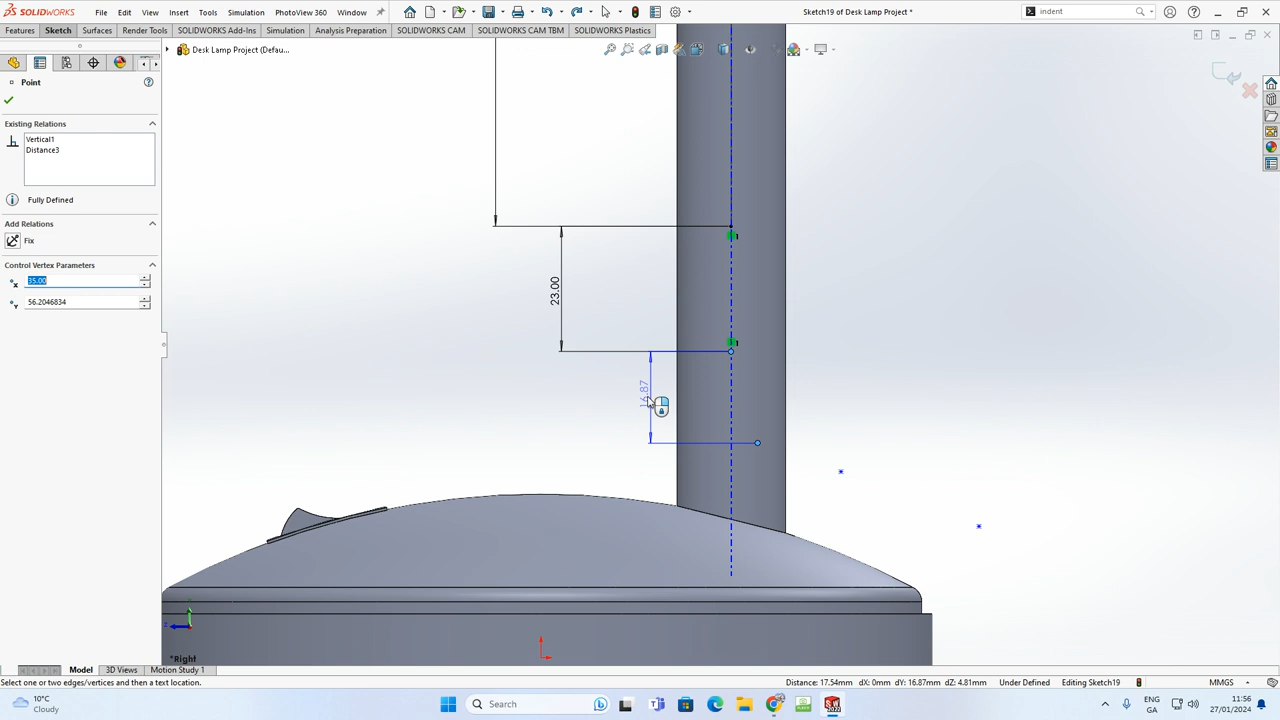 SOLIDWORKS
File Edit View Insert Tools Simulation PhotoView 360 Window
Sketch19 of Desk Lamp Project *
indent
Features Sketch Surfaces Render Tools SOLIDWORKS Add-Ins Simulation Analysis Preparation SOLIDWORKS CAM SOLIDWORKS CAM TBM SOLIDWORKS Plastics
Desk Lamp Project (Defau...
Point
Existing Relations
Vertical1
Distance3
Fully Defined
Add Relations
Fix
Control Vertex Parameters
35.00
56.2046834
23.00
16.87
*Right
Model 3D Views Motion Study 1
Select one or two edges/vertices and then a text location.
Distance: 17.54mm dX: 0mm dY: 16.87mm dZ: 4.81mm Under Defined Editing Sketch19 MMGS
10°C
Cloudy
Search
ENG
GA
11:56
27/01/2024